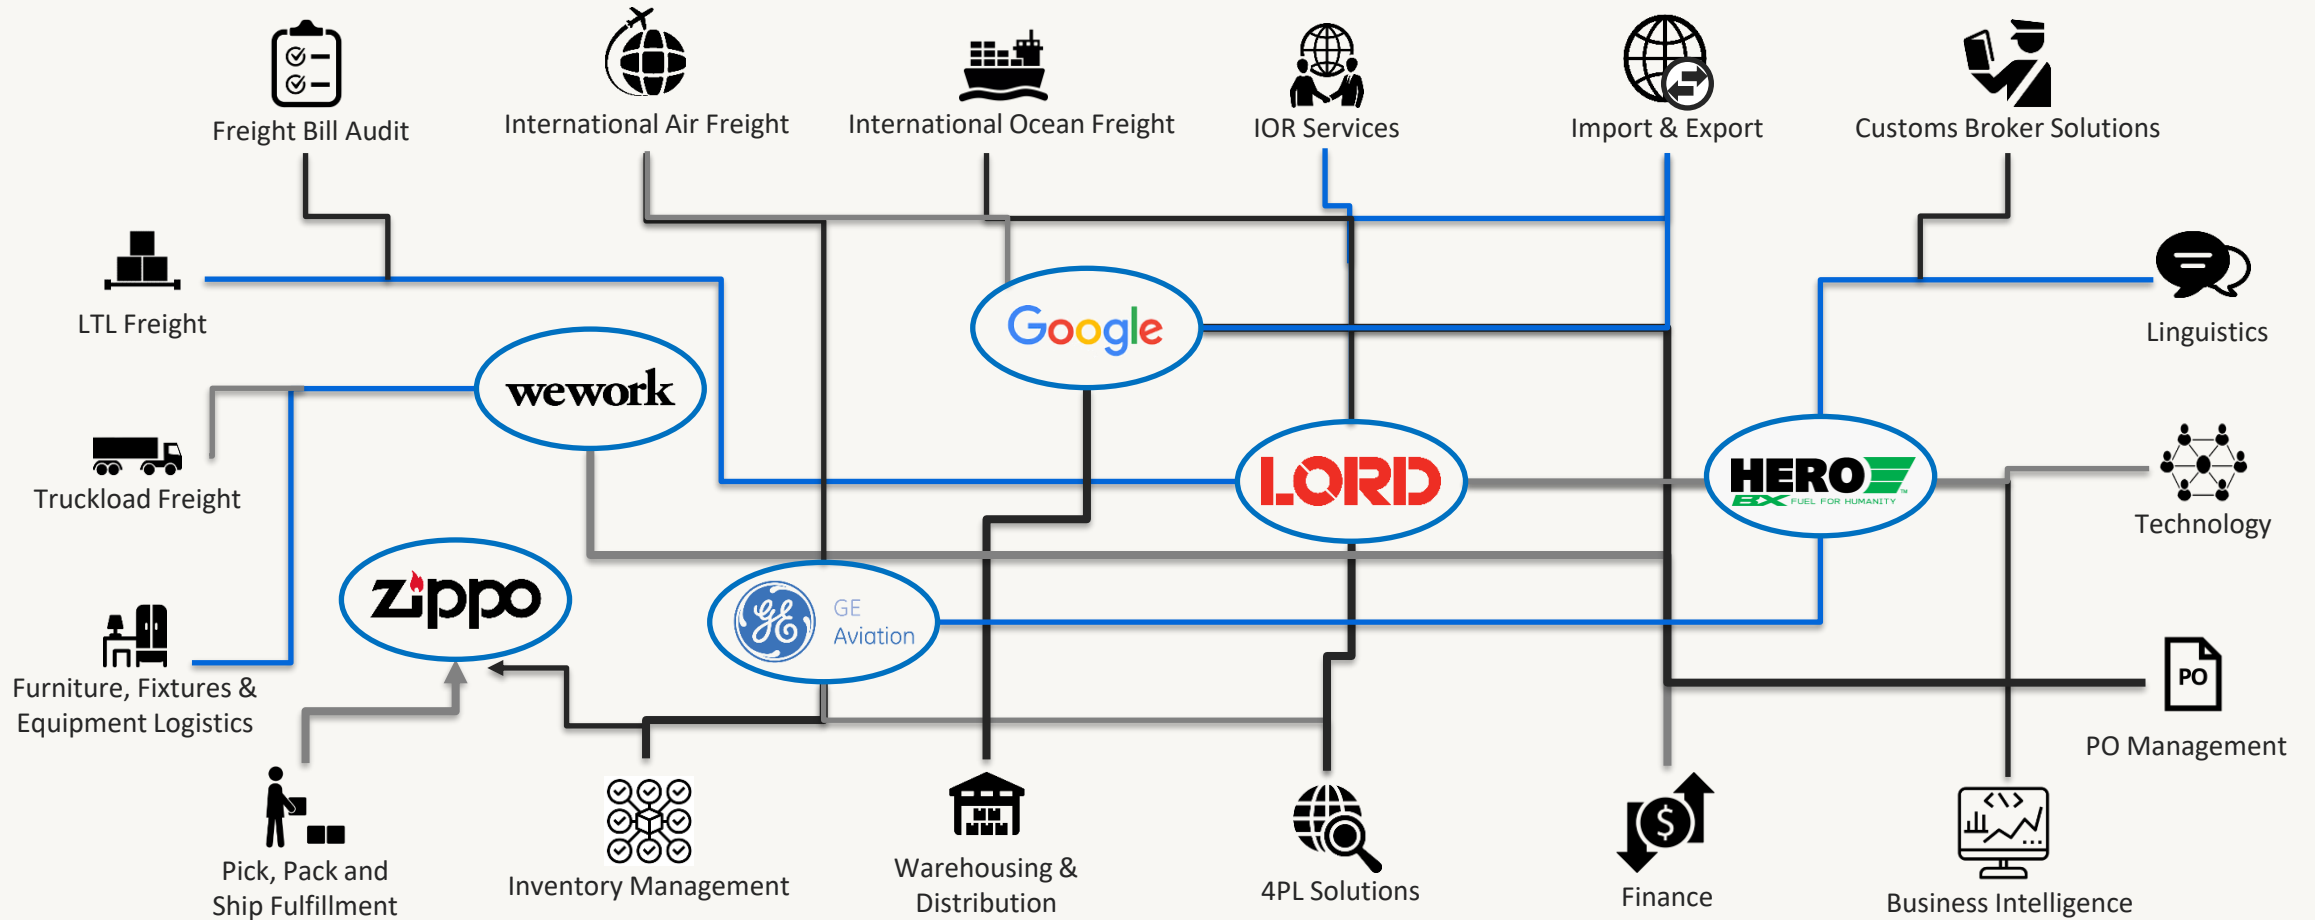 Freight Bill Audit
International Air Freight
International Ocean Freight
IOR Services
Import & Export
Customs Broker Solutions
LTL Freight
Google
Linguistics
wework
LORD
HERO
BX FUEL FOR HUMANITY
TM
Truckload Freight
Technology
zippo
GE
GE
Aviation
Furniture, Fixtures &
Equipment Logistics
PO
PO Management
Pick, Pack and
Ship Fulfillment
Inventory Management
Warehousing &
Distribution
4PL Solutions
$
Finance
<\>
Business Intelligence